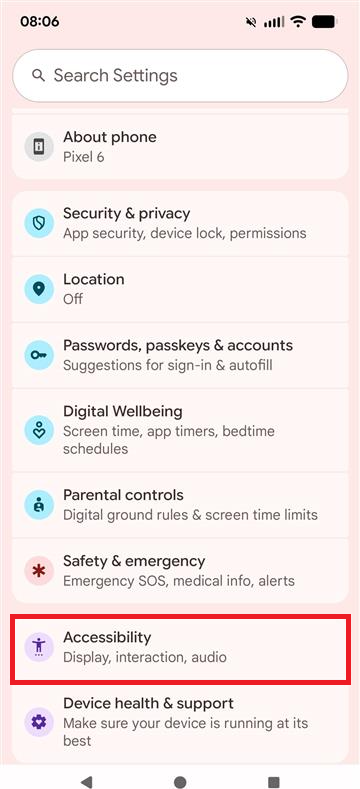 08:06
Search Settings
About phone
Pixel 6
Security & privacy
App security, device lock, permissions
Location
Off
Passwords, passkeys & accounts
Suggestions for sign-in & autofill
Digital Wellbeing
Screen time, app timers, bedtime
schedules
Parental controls
Digital ground rules & screen time limits
Safety & emergency
Emergency SOS, medical info, alerts
Accessibility
Display, interaction, audio
Device health & support
Make sure your device is running at its
best